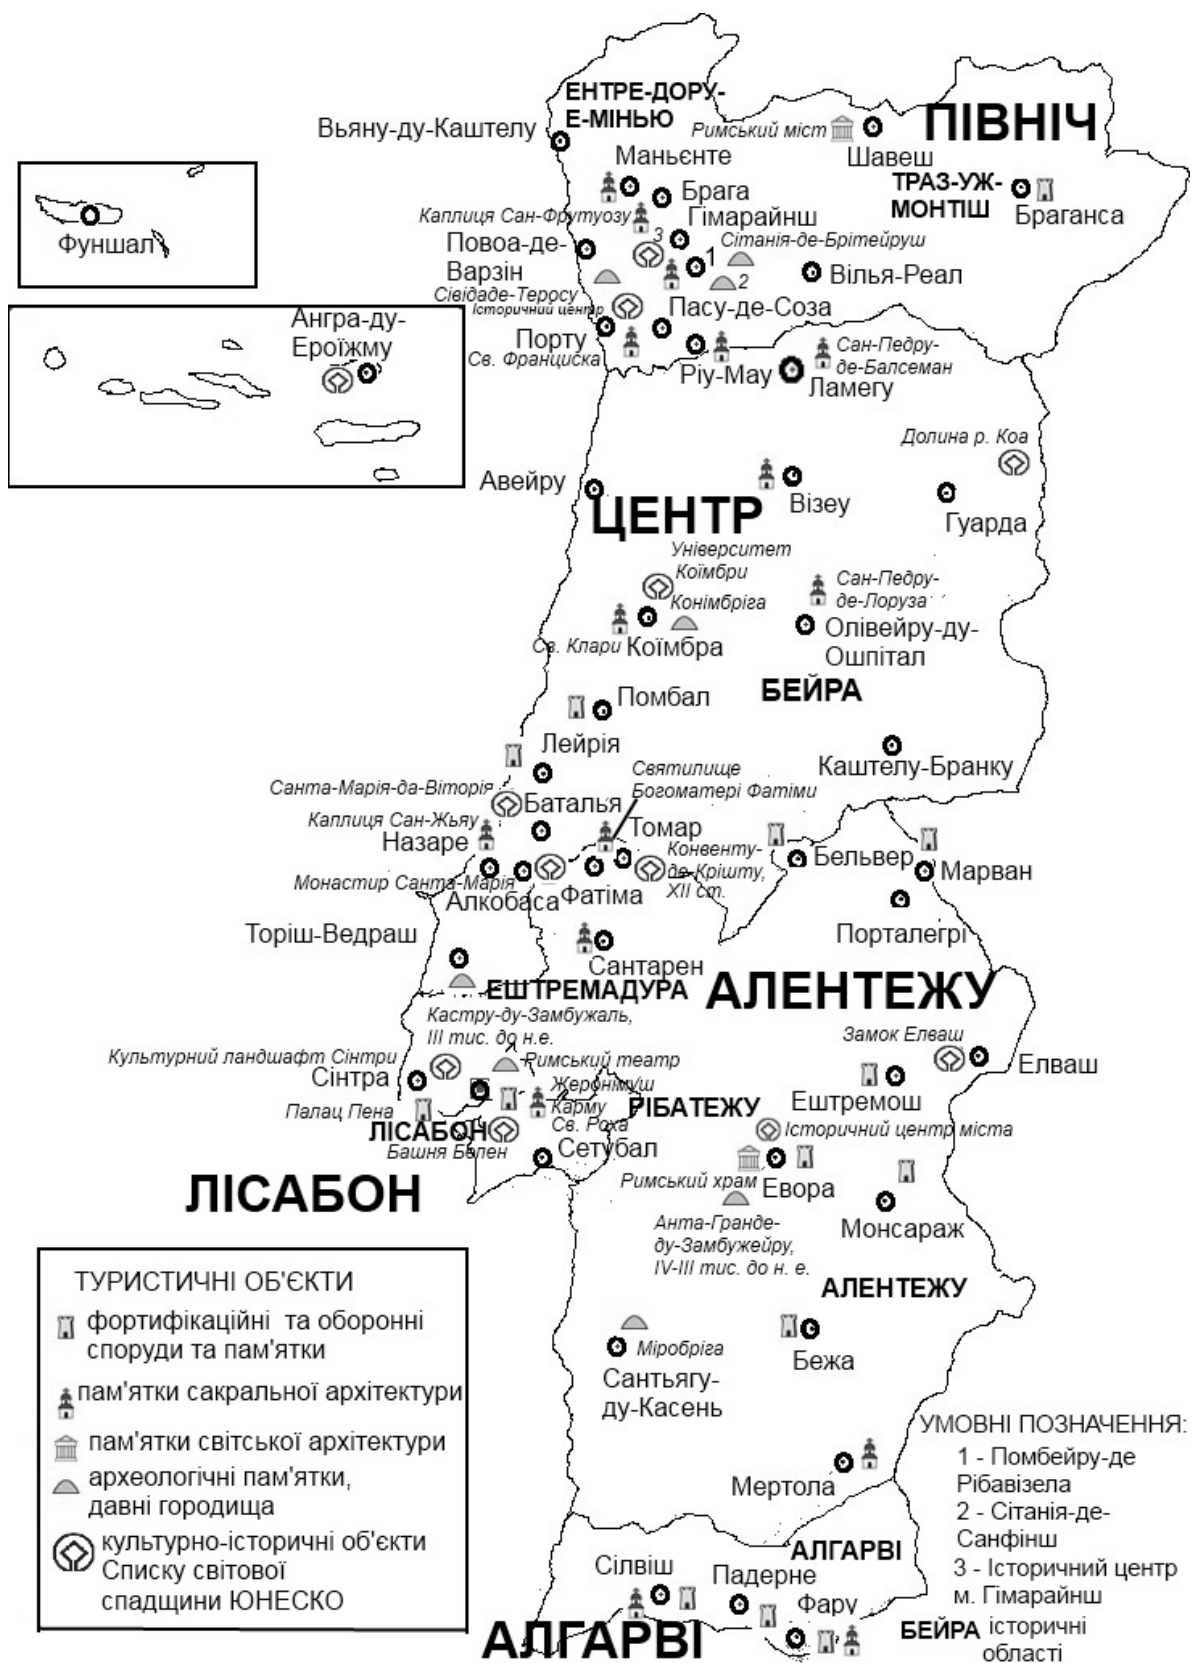 ЕНТРЕ-ДОРУ-
Е-МІНЬЮ
ПІВНІЧ
Вьяну-ду-Каштелу
Римський міст
Шавеш
Маньєнте
ТРАЗ-УЖ-
МОНТІШ
Браганса
Брага
Каплиця Сан-Фрутуозу
Гімарайнш
3
Сітанія-де-Брітейруш
Фуншал
Повоа-де-
Варзін
1
2
Вілья-Реал
Сівідаде-Теросу
Історичний центр
Пасу-де-Соза
Порту
Св. Франциска
Ріу-Мау
Сан-Педру-
де-Балсеман
Ламегу
Ангра-ду-
Ероїжму
Долина р. Коа
Авейру
Візеу
Гуарда
ЦЕНТР
Університет
Коїмбри
Конімбріга
Сан-Педру-
де-Лоруза
Св. Клари
Коїмбра
Олівейру-ду-
Ошпітал
БЕЙРА
Помбал
Лейрія
Каштелу-Бранку
Святилище
Богоматері Фатіми
Санта-Марія-да-Віторія
Баталья
Каплиця Сан-Жьяу
Назаре
Томар
Конвенту-
де-Крішту,
XII ст.
Бельвер
Марван
Монастир Санта-Марія
Алкобаса
Фатіма
Порталегрі
Торіш-Ведраш
Сантарен
ЕШТРЕМАДУРА
АЛЕНТЕЖУ
Кастру-ду-Замбужаль,
III тис. до н.е.
Замок Елваш
Елваш
Культурний ландшафт Сінтри
Римський театр
Сінтра
Жеронімуш
Карму
Св. Роха
Палац Пена
РІБАТЕЖУ
Ештремош
ЛІСАБОН
Башня Белен
Сетубал
Історичний центр міста
ЛІСАБОН
Римський храм
Евора
Монсараж
Анта-Гранде-
ду-Замбужейру,
IV-III тис. до н. е.
АЛЕНТЕЖУ
Міробріга
Сантьягу-
ду-Касень
Бежа
Мертола
АЛГАРВІ
Сілвіш
Падерне
Фару
АЛГАРВІ
ТУРИСТИЧНІ ОБ'ЄКТИ
фортифікаційні та оборонні
споруди та пам'ятки
пам'ятки сакральної архітектури
пам'ятки світської архітектури
археологічні пам'ятки,
давні городища
культурно-історичні об'єкти
Списку світової
спадщини ЮНЕСКО
УМОВНІ ПОЗНАЧЕННЯ:
1 - Помбейру-де
Рібавізела
2 - Сітанія-де-
Санфінш
3 - Історичний центр
м. Гімарайнш
БЕЙРА історичні
області